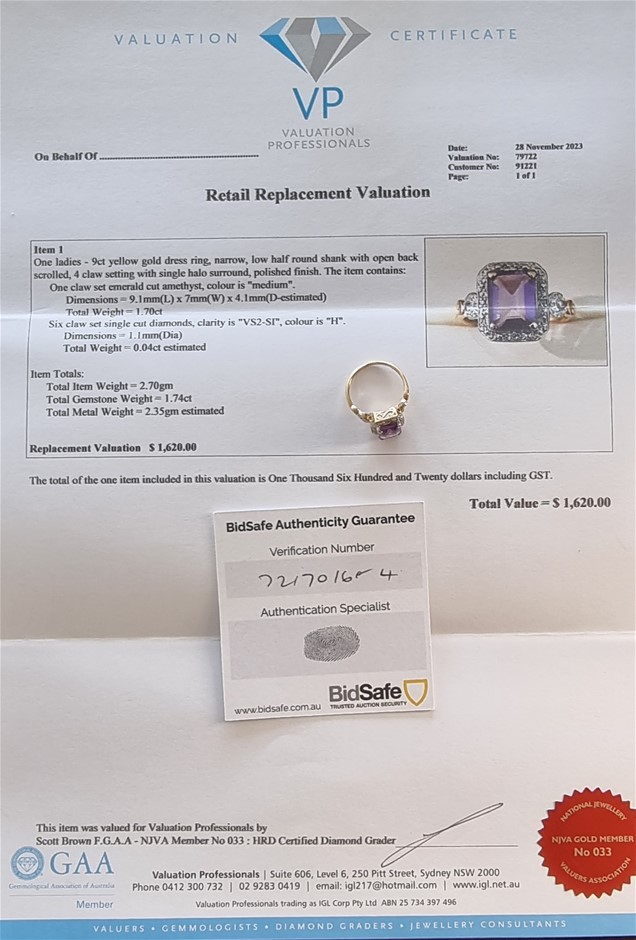 VALUATION CERTIFICATE
VP
VALUATION
PROFESSIONALS
On Behalf Of
Date: 28 November 2023
Valuation No: 79722
Customer No: 91221
Page: 1 of 1
Retail Replacement Valuation
Item 1
One ladies - 9ct yellow gold dress ring, narrow, low half round shank with open back
scrolled, 4 claw setting with single halo surround, polished finish. The item contains:
One claw set emerald cut amethyst, colour is "medium".
Dimensions = 9.1mm(L) x 7mm(W) x 4.1mm(D-estimated)
Total Weight = 1.70ct
Six claw set single cut diamonds, clarity is "VS2-SI", colour is "H".
Dimensions = 1.1mm(Dia)
Total Weight = 0.04ct estimated
Item Totals:
Total Item Weight = 2.70gm
Total Gemstone Weight = 1.74ct
Total Metal Weight = 2.35gm estimated
Replacement Valuation $ 1,620.00
The total of the one item included in this valuation is One Thousand Six Hundred and Twenty dollars including GST.
Total Value = $ 1,620.00
BidSafe Authenticity Guarantee
Verification Number
Authentication Specialist
www.bidsafe.com.au
BidSafe
TRUSTED AUCTION SECURITY
This item was valued for Valuation Professionals by
Scott Brown F.G.A.A - NJVA Member No 033 : HRD Certified Diamond Grader
NATIONAL JEWELLERY
NJVA GOLD MEMBER
No 033
VALUERS ASSOCIATION
GAA
Gemmological Association of Australia
Member
Valuation Professionals | Suite 606, Level 6, 250 Pitt Street, Sydney NSW 2000
Phone 0412 300 732 | 02 9283 0419 | email: igl217@hotmail.com | www.igl.net.au
Valuation Professionals trading as IGL Corp Pty Ltd ABN 25 734 397 496
VALUERS • GEMMOLOGISTS • DIAMOND GRADERS • JEWELLERY CONSULTANTS